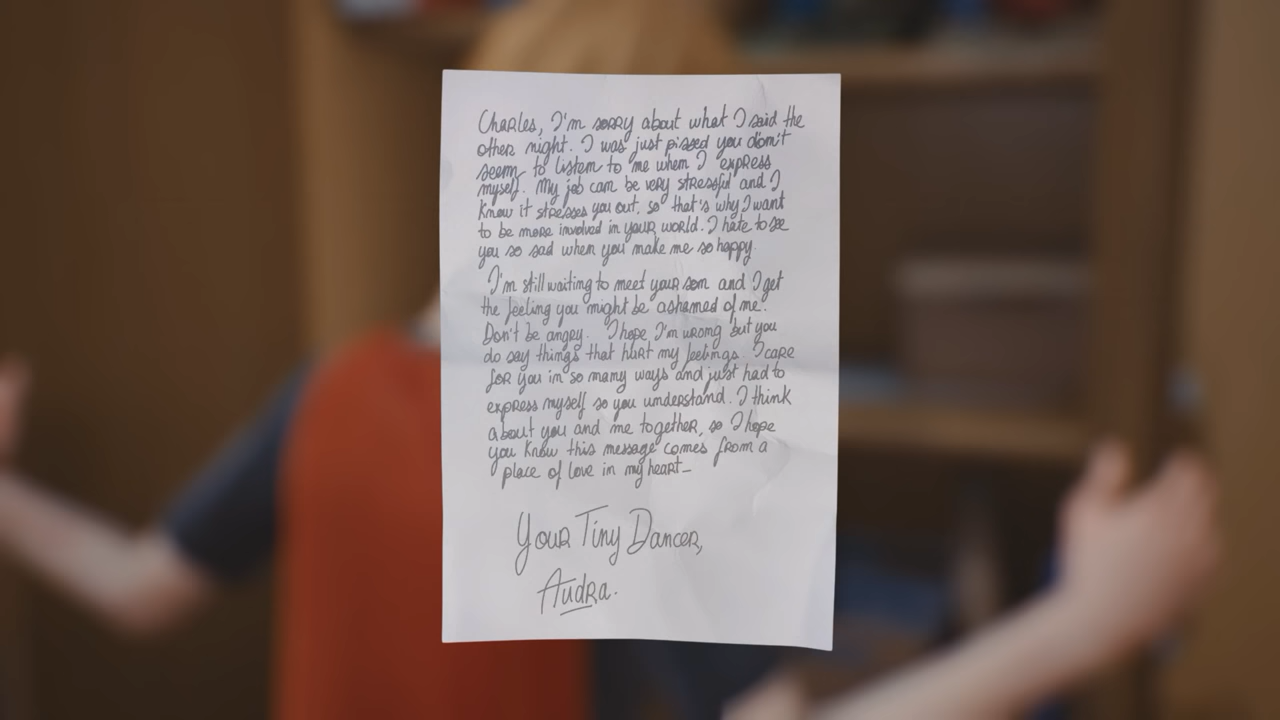 Charles, I'm sorry about what I said the
other night. I was just pissed you don't
seem to listen to me when I express
myself. My job can be very stressful and I
know it stresses you out, so that's why I want
to be more involved in your world. I hate to see
you so sad when you make me so happy.
I'm still waiting to meet your son and I get
the feeling you might be ashamed of me.
Don't be angry. I hope I'm wrong but you
do say things that hurt my feelings. I care
for you in so many ways and just had to
express myself so you understand. I think
about you and me together, so I hope
you know this message comes from a
place of love in my heart_
Your Tiny Dancer,
Audra.